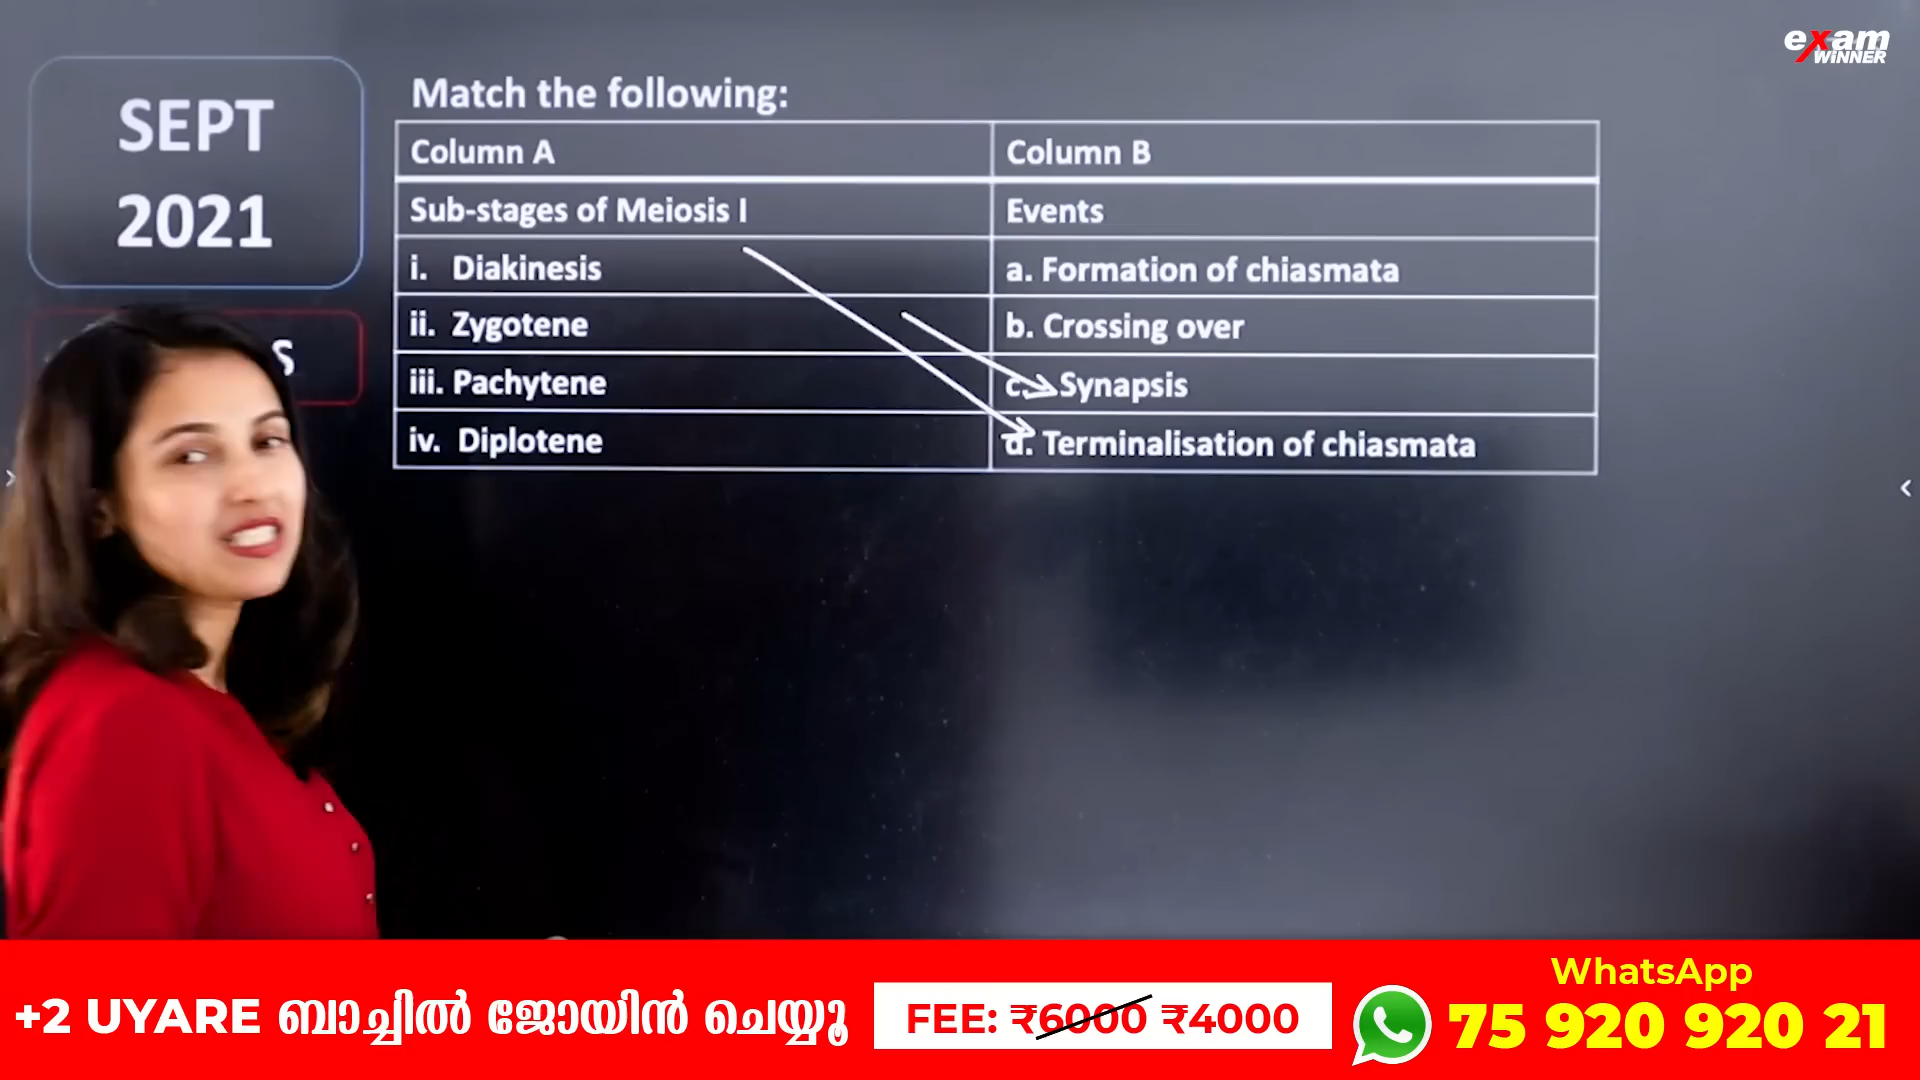 exam
WINNER
SEPT
2021
S
Match the following:
Column A
Column B
Sub-stages of Meiosis I
Events
i. Diakinesis
a. Formation of chiasmata
ii. Zygotene
b. Crossing over
iii. Pachytene
c. Synapsis
iv. Diplotene
d. Terminalisation of chiasmata
+2 UYARE ബാച്ചിൽ ജോയിൻ ചെയ്യൂ
FEE: ₹6000 ₹4000
WhatsApp
75 920 920 21